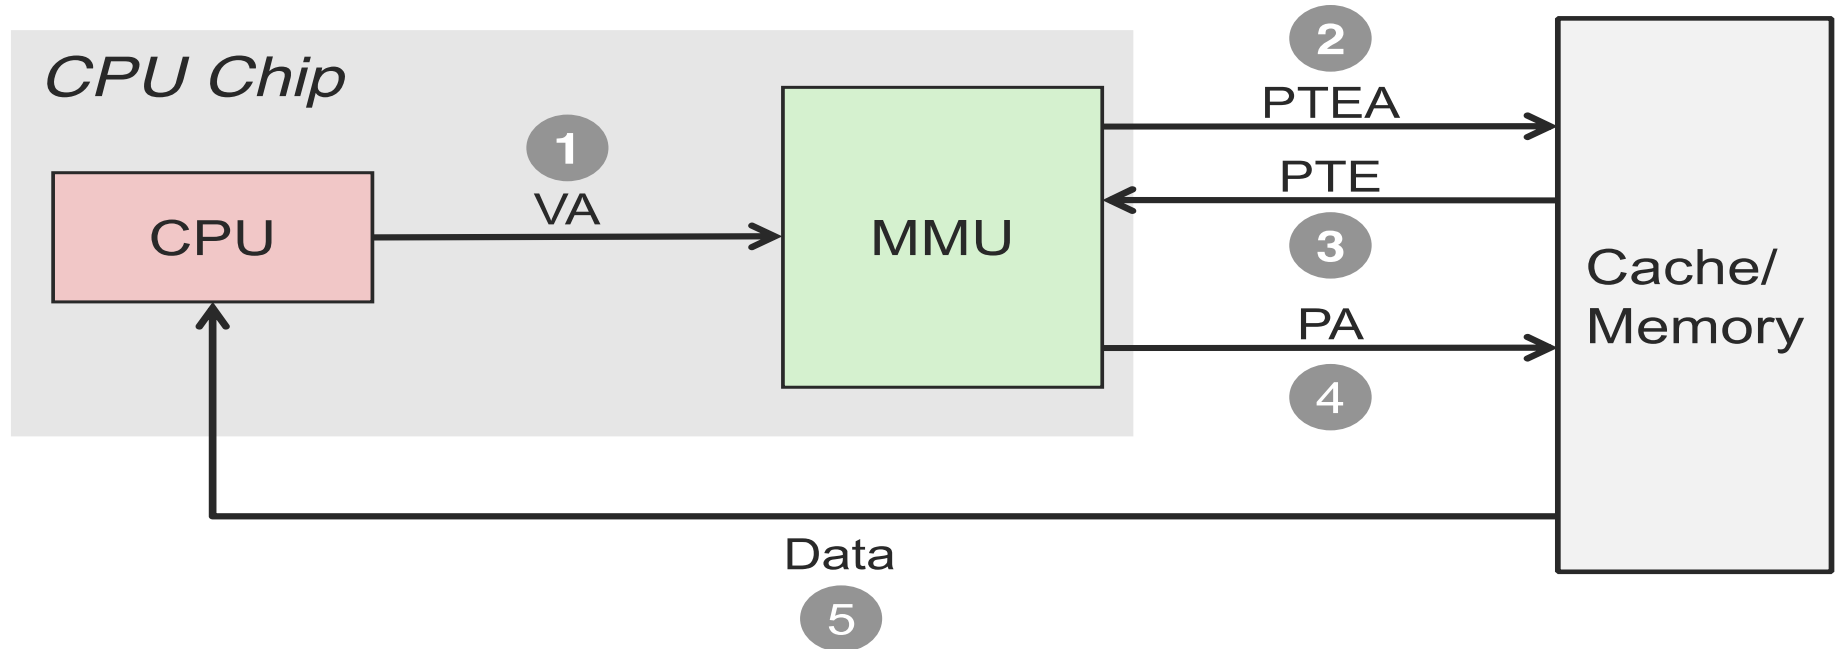 CPU Chip
2
PTEA
1
VA
PTE
CPU
MMU
3
Cache/
Memory
PA
4
Data
5